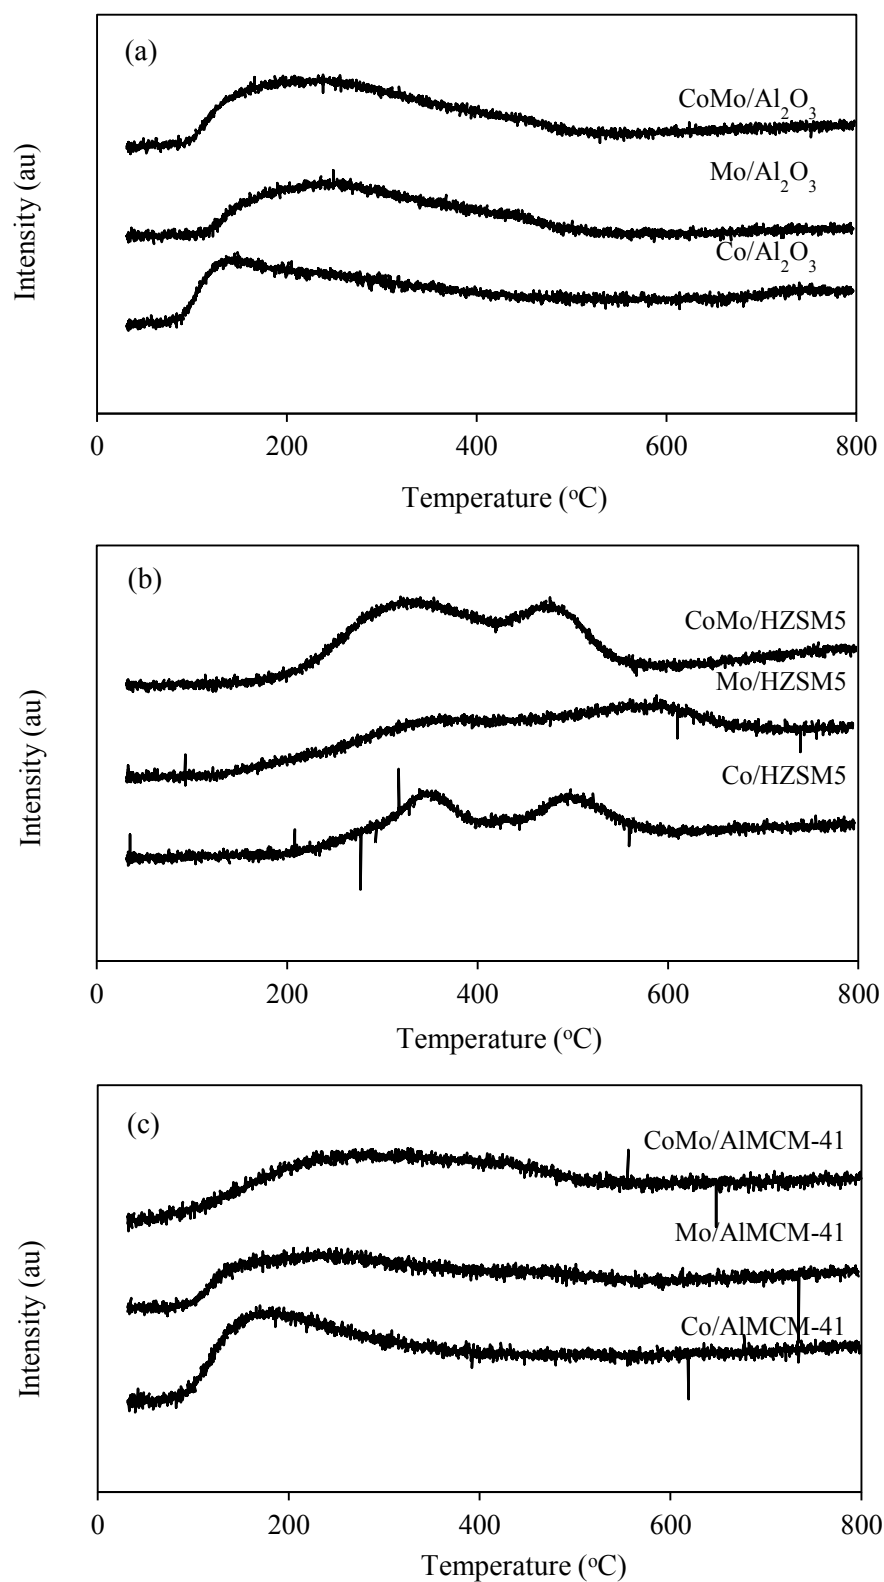 (a)
CoMo/Al₂O₃
Mo/Al₂O₃
Co/Al₂O₃
Intensity (au)
0 200 400 600 800
Temperature (ºC)
(b)
CoMo/HZSM5
Mo/HZSM5
Co/HZSM5
Intensity (au)
0 200 400 600 800
Temperature (ºC)
(c)
CoMo/AlMCM-41
Mo/AlMCM-41
Co/AlMCM-41
Intensity (au)
0 200 400 600 800
Temperature (ºC)